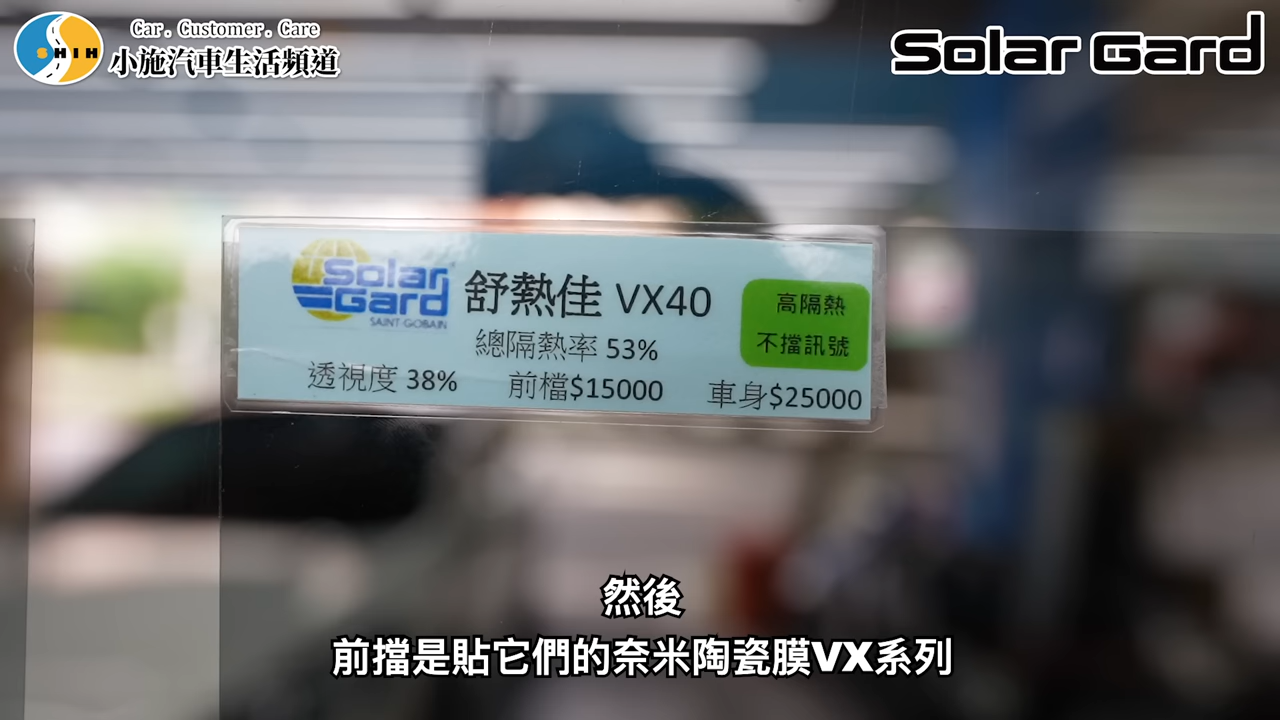 SHIH
Car. Customer. Care
小施汽車生活頻道
Solar Gard
Solar
Gard
SAINT-GOBAIN
舒熱佳 VX40
高隔熱
不擋訊號
總隔熱率 53%
透視度 38%
前檔$15000
車身$25000
然後
前擋是貼它們的奈米陶瓷膜VX系列